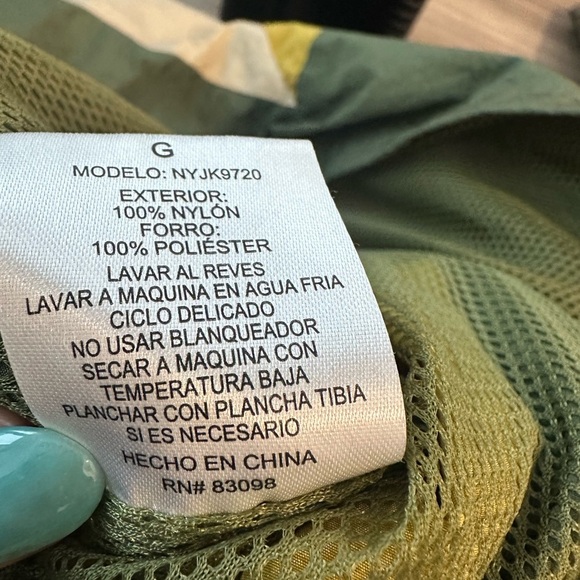 G
MODELO: NYJK9720
EXTERIOR:
100% NYLÓN
FORRO:
100% POLIÉSTER
LAVAR AL REVES
LAVAR A MAQUINA EN AGUA FRIA
CICLO DELICADO
NO USAR BLANQUEADOR
SECAR A MAQUINA CON
TEMPERATURA BAJA
PLANCHAR CON PLANCHA TIBIA
SI ES NECESARIO
HECHO EN CHINA
RN# 83098